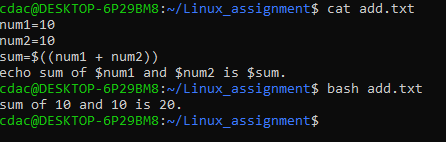 cdac@DESKTOP-6P29BM8:~/Linux_assignment$ cat add.txt
num1=10
num2=10
sum=$((num1 + num2))
echo sum of $num1 and $num2 is $sum.
cdac@DESKTOP-6P29BM8:~/Linux_assignment$ bash add.txt
sum of 10 and 10 is 20.
cdac@DESKTOP-6P29BM8:~/Linux_assignment$